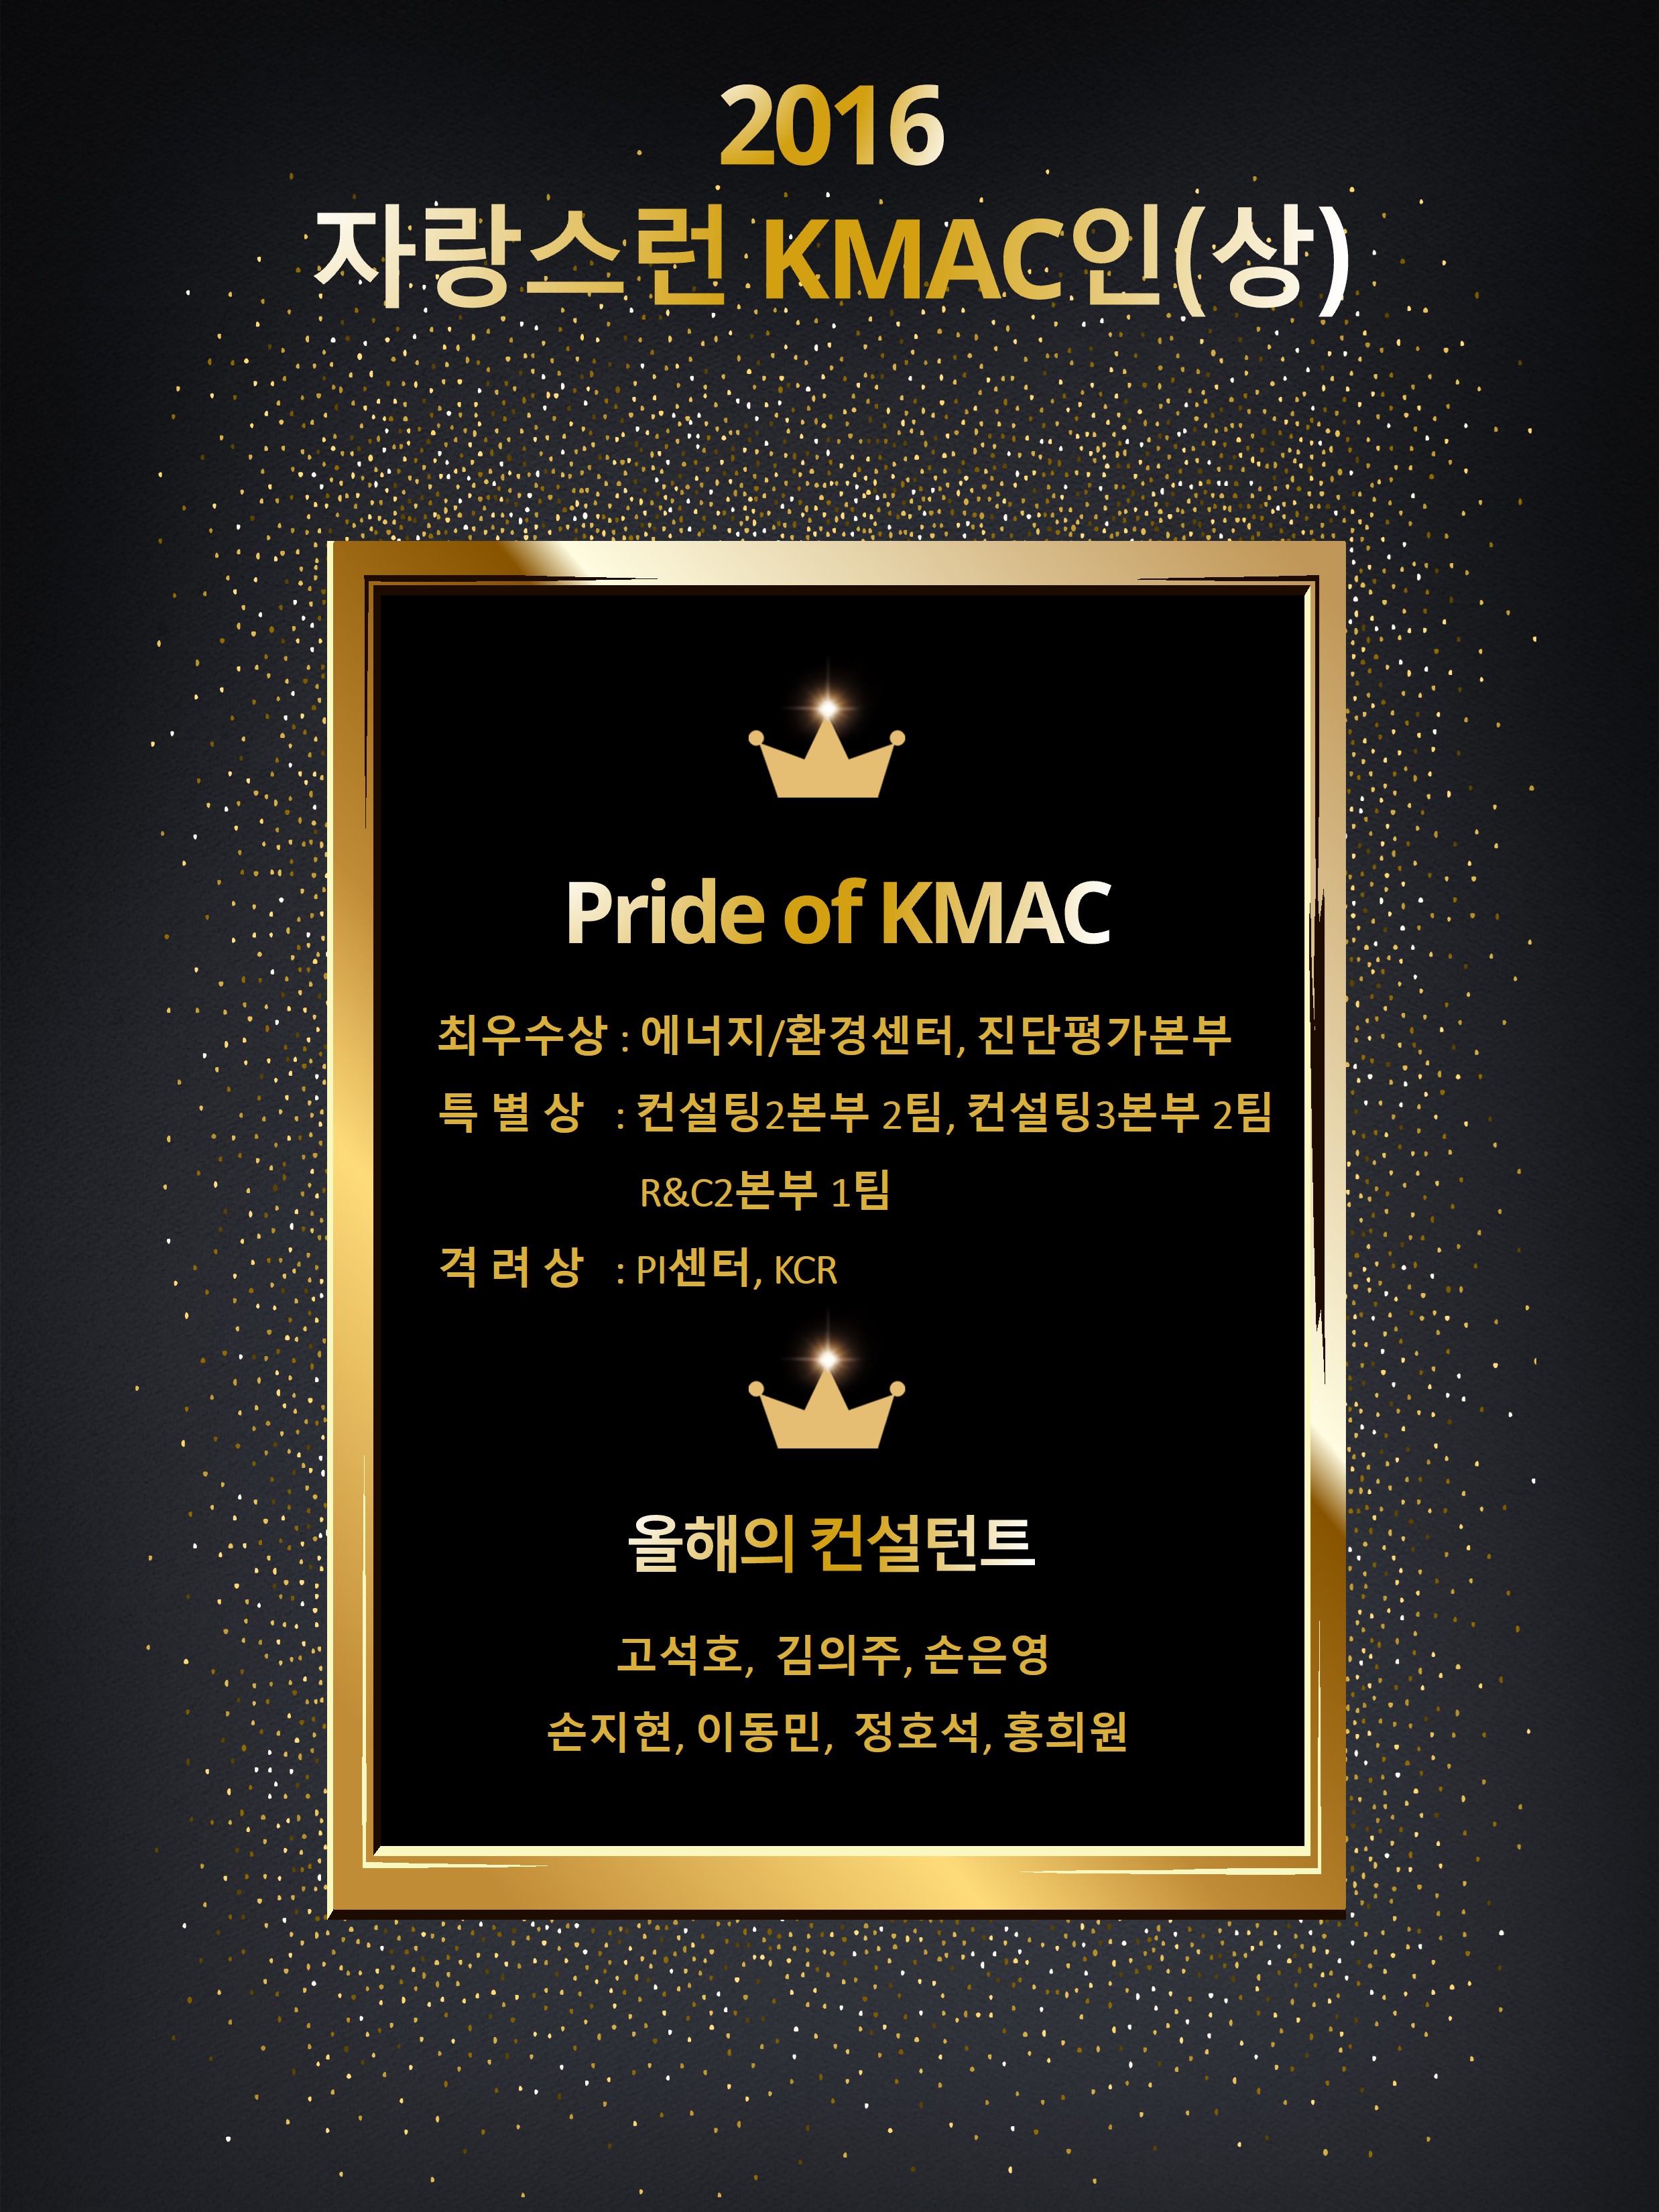 2016
자랑스런 KMAC인(상)
Pride of KMAC
최우수상 : 에너지/환경센터, 진단평가본부
특 별 상 : 컨설팅2본부 2팀, 컨설팅3본부 2팀
R&C2본부 1팀
격 려 상 : PI센터, KCR
올해의 컨설턴트
고석호, 김의주, 손은영
손지현, 이동민, 정호석, 홍희원